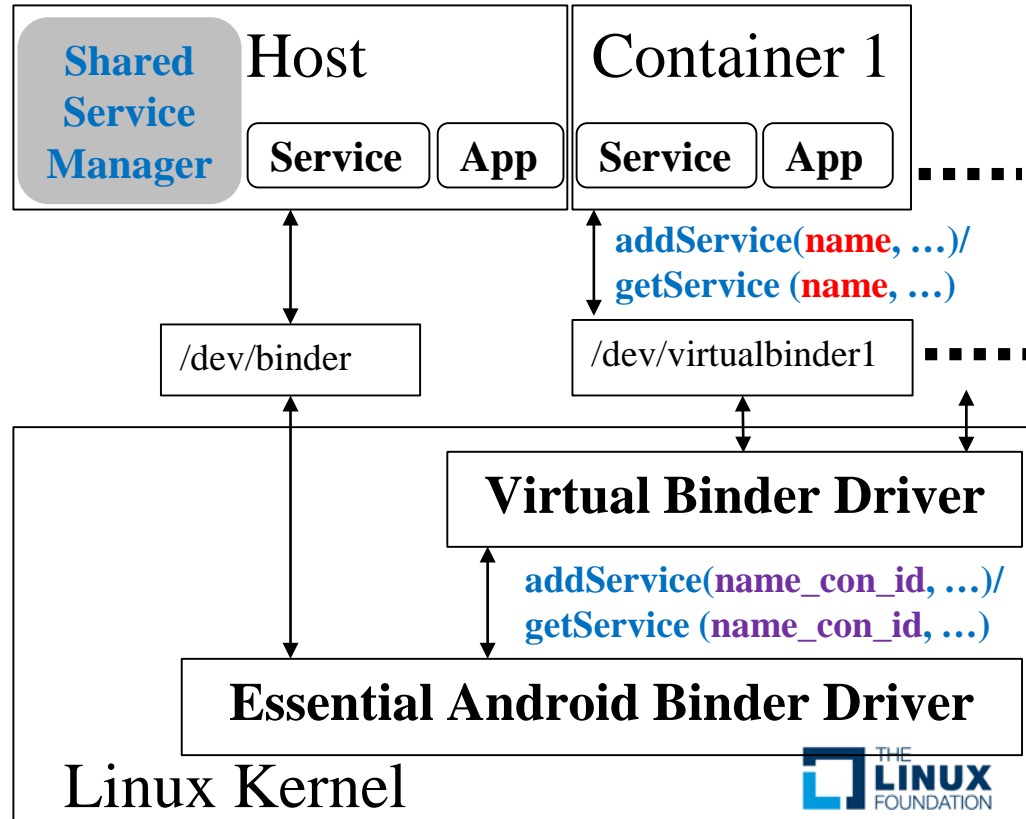 Shared
Service
Manager
Host
Service
App
Container 1
Service
App
addService(name, …)/
getService (name, …)
/dev/binder
/dev/virtualbinder1
Virtual Binder Driver
addService(name_con_id, …)/
getService (name_con_id, …)
Essential Android Binder Driver
Linux Kernel
THE
LINUX
FOUNDATION